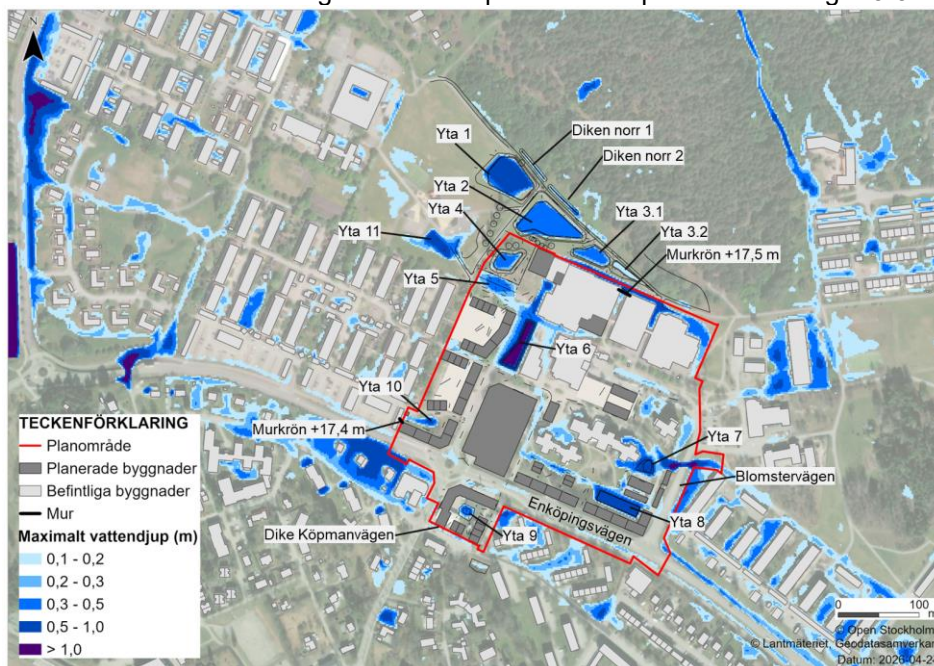 N
Yta 1
Diken norr 1
Diken norr 2
Yta 2
Yta 4
Yta 3.1
Yta 3.2
Murkrön +17,5 m
Yta 11
Yta 5
Yta 6
Yta 10
Murkrön +17,4 m
Yta 7
Blomstervägen
Yta 8
Enköpingsvägen
Dike Köpmanvägen
Yta 9
TECKENFÖRKLARING
Planområde
Planerade byggnader
Befintliga byggnader
Mur
Maximalt vattendjup (m)
0,1 - 0,2
0,2 - 0,3
0,3 - 0,5
0,5 - 1,0
> 1,0
0 100
m
© Open Stockholm
© Lantmäteriet, Geodatasamverkan